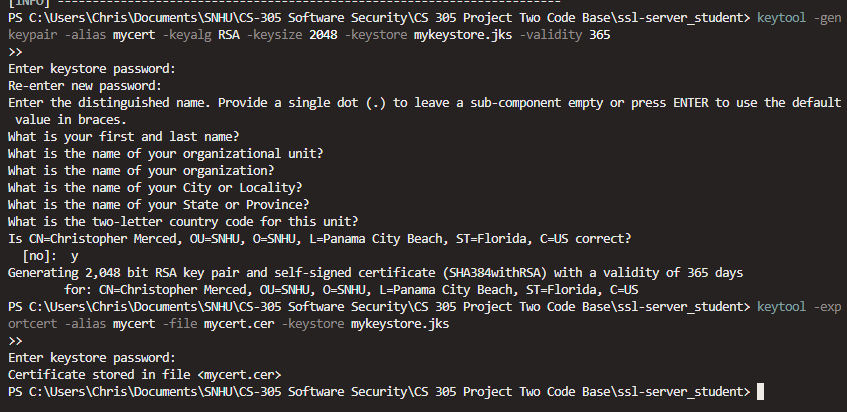 [INFO] ------------------------------------------------------------------------
PS C:\Users\Chris\Documents\SNHU\CS-305 Software Security\CS 305 Project Two Code Base\ssl-server_student> keytool -gen
keypair -alias mycert -keyalg RSA -keysize 2048 -keystore mykeystore.jks -validity 365
>>
Enter keystore password:
Re-enter new password:
Enter the distinguished name. Provide a single dot (.) to leave a sub-component empty or press ENTER to use the default
 value in braces.
What is your first and last name?
What is the name of your organizational unit?
What is the name of your organization?
What is the name of your City or Locality?
What is the name of your State or Province?
What is the two-letter country code for this unit?
Is CN=Christopher Merced, OU=SNHU, O=SNHU, L=Panama City Beach, ST=Florida, C=US correct?
  [no]:  y
Generating 2,048 bit RSA key pair and self-signed certificate (SHA384withRSA) with a validity of 365 days
        for: CN=Christopher Merced, OU=SNHU, O=SNHU, L=Panama City Beach, ST=Florida, C=US
PS C:\Users\Chris\Documents\SNHU\CS-305 Software Security\CS 305 Project Two Code Base\ssl-server_student> keytool -exp
ortcert -alias mycert -file mycert.cer -keystore mykeystore.jks
>>
Enter keystore password:
Certificate stored in file <mycert.cer>
PS C:\Users\Chris\Documents\SNHU\CS-305 Software Security\CS 305 Project Two Code Base\ssl-server_student>